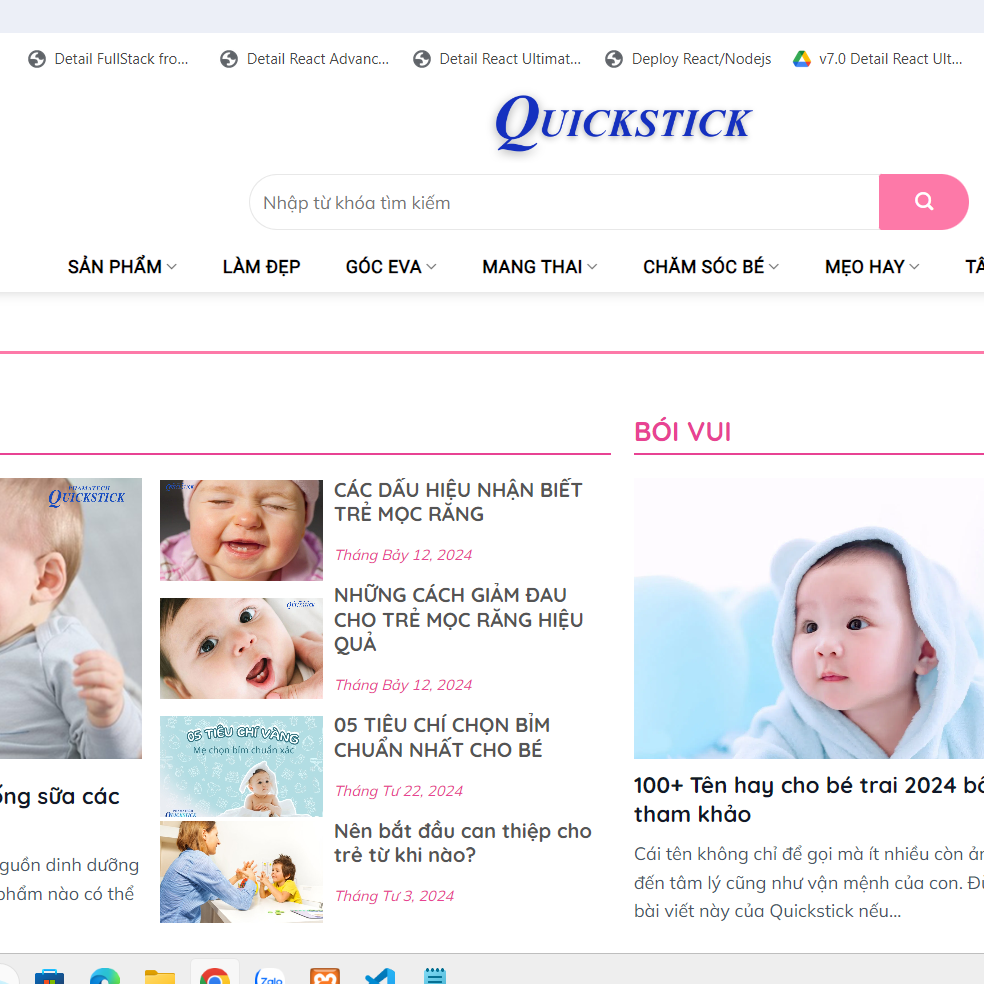 Detail FullStack fro...
Detail React Advanc...
Detail React Ultimat...
Deploy React/Nodejs
v7.0 Detail React Ult...
QUICKSTICK
Nhập từ khóa tìm kiếm
SẢN PHẨM
LÀM ĐẸP
GÓC EVA
MANG THAI
CHĂM SÓC BÉ
MẸO HAY
BÓI VUI
QUICKSTICK
sữa các
dinh dưỡng
phẩm nào có thể
CÁC DẤU HIỆU NHẬN BIẾT
TRẺ MỌC RĂNG
Tháng Bảy 12, 2024
NHỮNG CÁCH GIẢM ĐAU
CHO TRẺ MỌC RĂNG HIỆU
QUẢ
Tháng Bảy 12, 2024
05 TIÊU CHÍ VÀNG
Mẹ chọn bỉm chuẩn xác
QUICKSTICK
05 TIÊU CHÍ CHỌN BỈM
CHUẨN NHẤT CHO BÉ
Tháng Tư 22, 2024
Nên bắt đầu can thiệp cho
trẻ từ khi nào?
Tháng Tư 3, 2024
100+ Tên hay cho bé trai 2024
tham khảo
Cái tên không chỉ để gọi mà ít nhiều còn
đến tâm lý cũng như vận mệnh của con.
bài viết này của Quickstick nếu...
Zalo